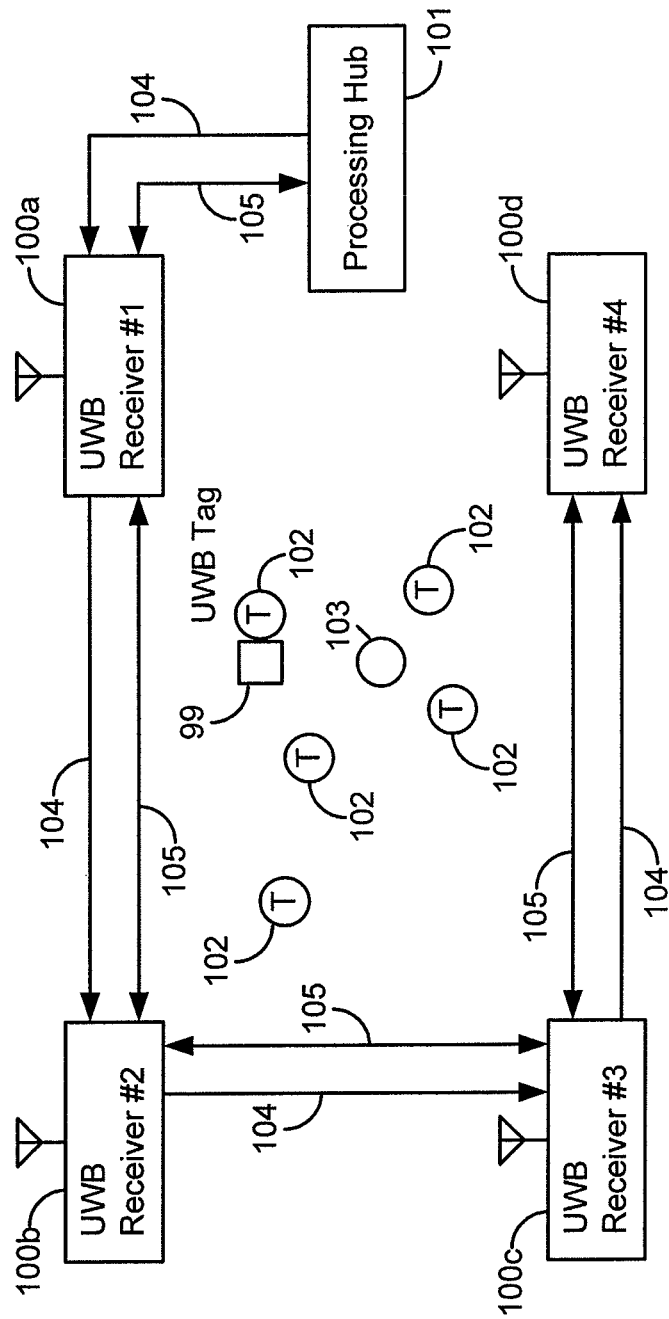 100b
100a
104
UWB
Receiver #2
UWB
Receiver #1
104
105
UWB Tag
99
102
T
102
105
T
104
105
T
102
103
Processing Hub
101
T
102
T
102
100c
100d
UWB
Receiver #3
UWB
Receiver #4
105
104